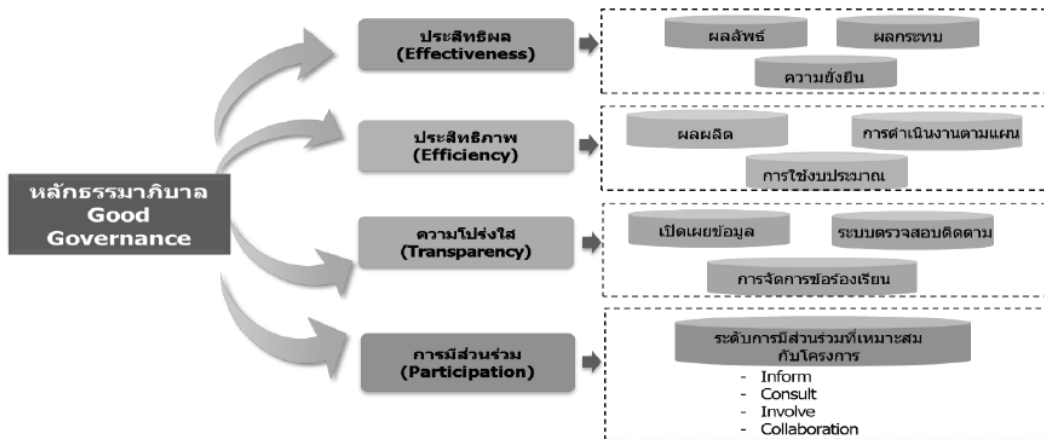 หลักธรรมาภิบาล
Good
Governance
ประสิทธิผล
(Effectiveness)
ผลลัพธ์
ผลกระทบ
ความยั่งยืน
ประสิทธิภาพ
(Efficiency)
ผลผลิต
การดำเนินงานตามแผน
การใช้งบประมาณ
ความโปร่งใส
(Transparency)
เปิดเผยข้อมูล
ระบบตรวจสอบติดตาม
การจัดการข้อร้องเรียน
การมีส่วนร่วม
(Participation)
ระดับการมีส่วนร่วมที่เหมาะสม
กับโครงการ
- Inform
- Consult
- Involve
- Collaboration